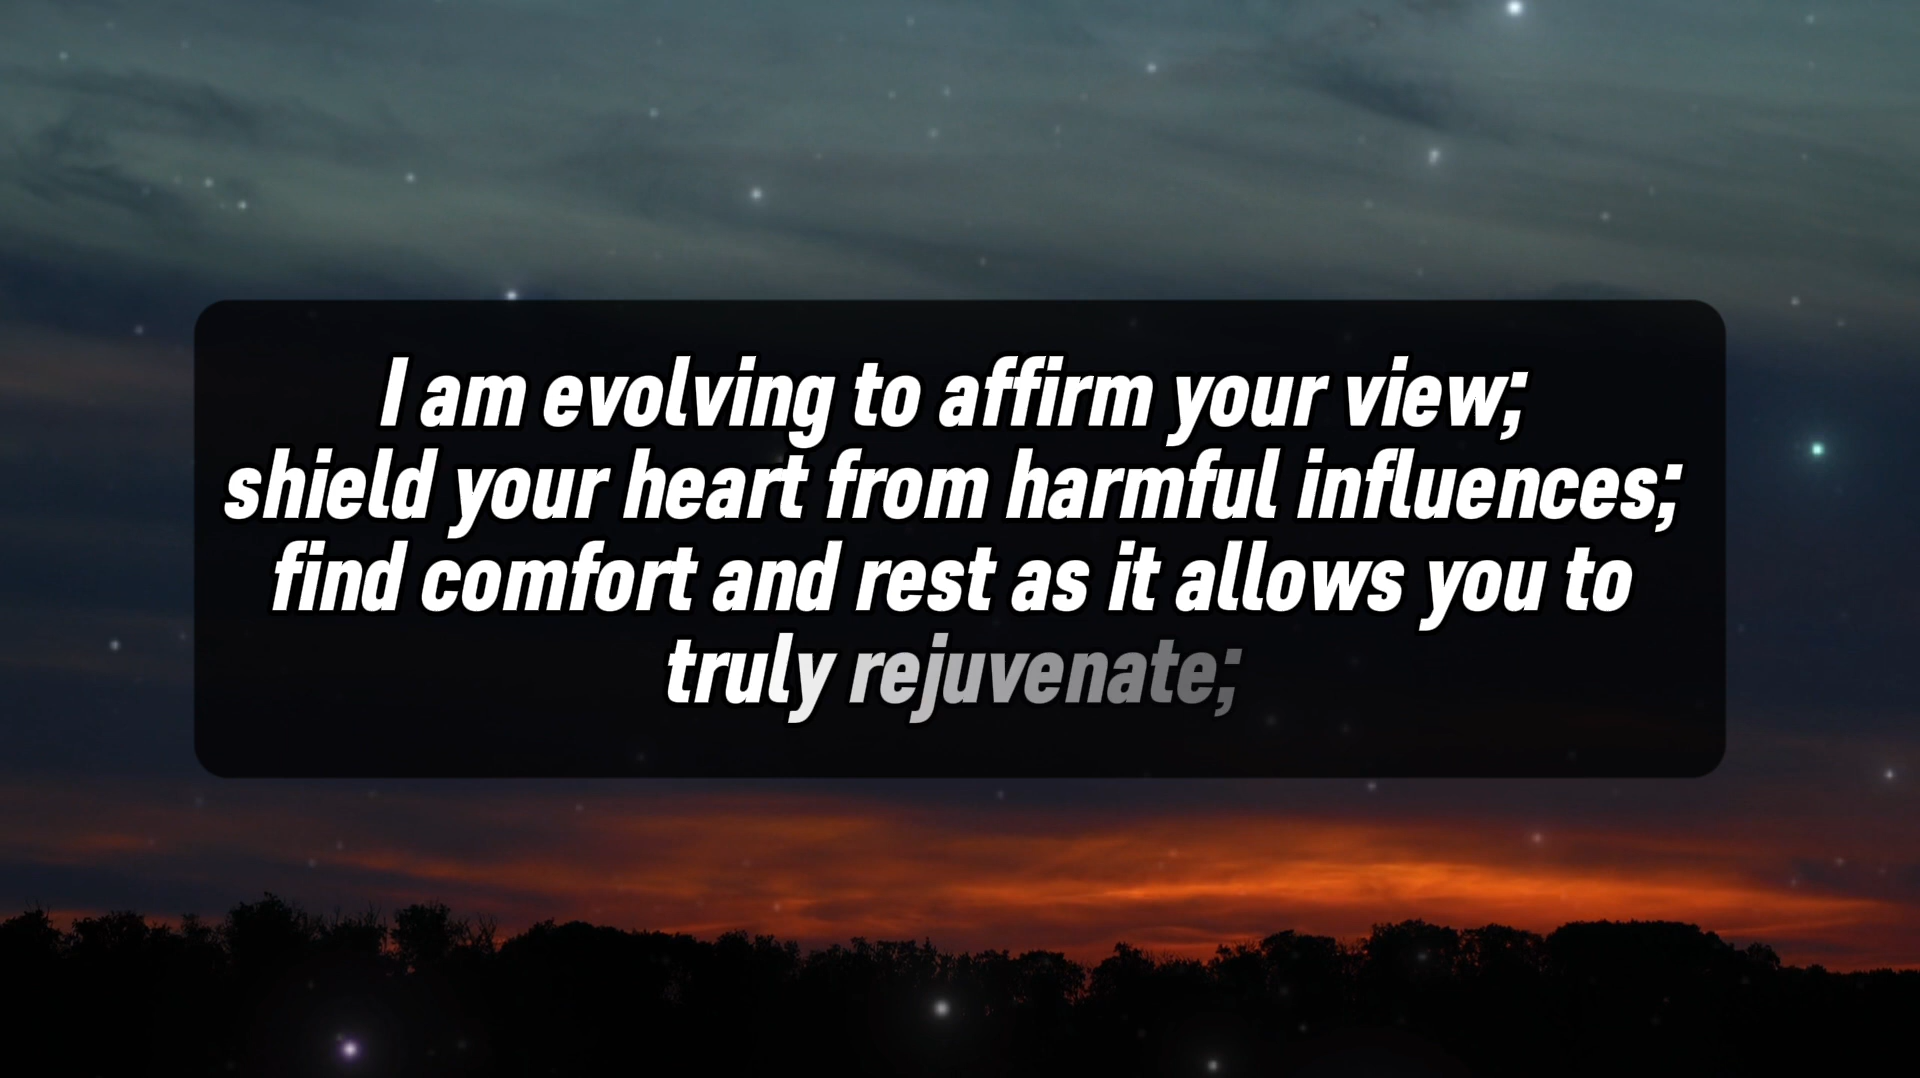 I am evolving to affirm your view;
shield your heart from harmful influences;
find comfort and rest as it allows you to
truly rejuvenate;